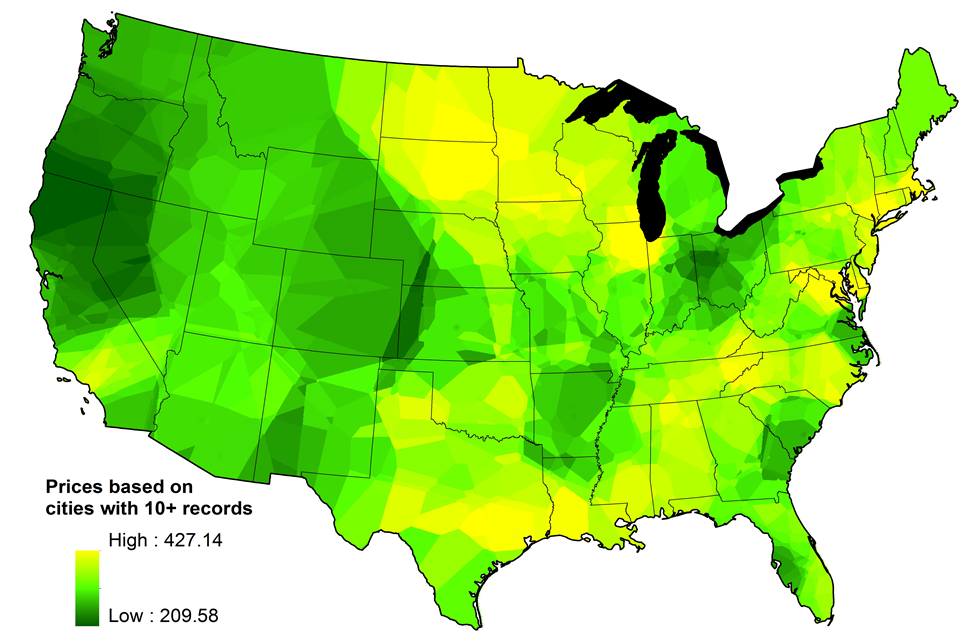 Prices based on
cities with 10+ records
High : 427.14
Low : 209.58